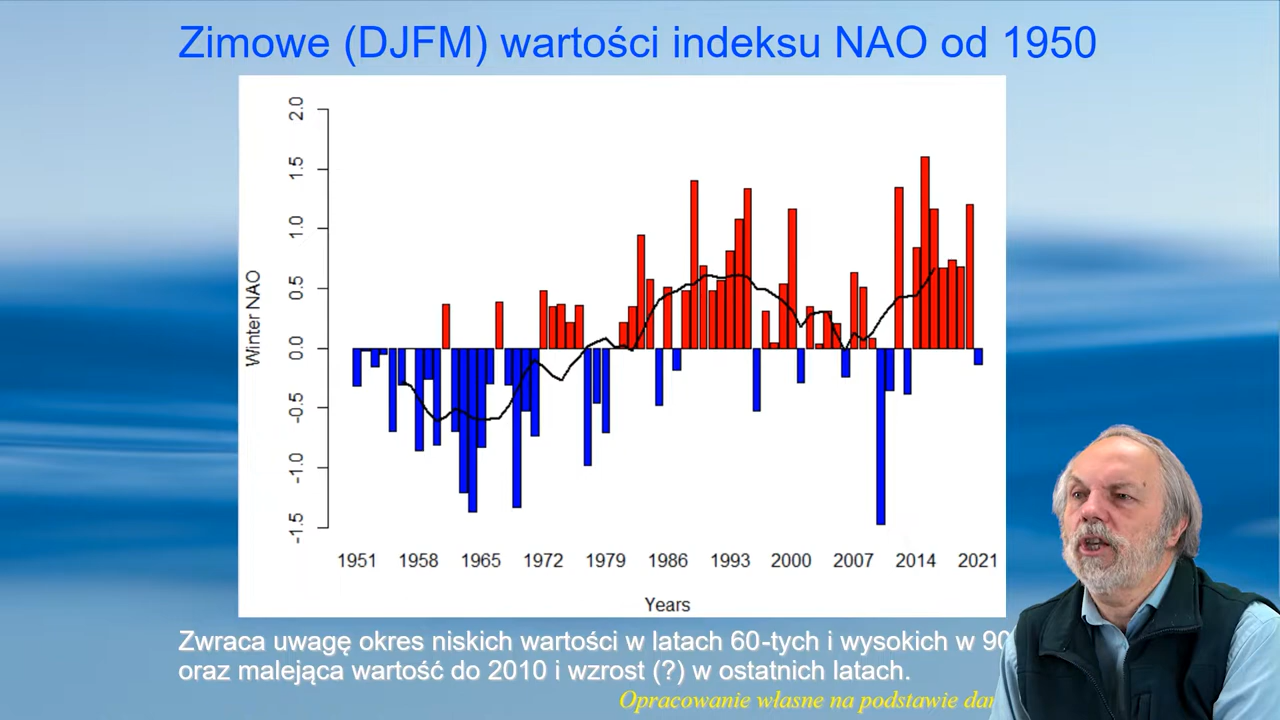 Zimowe (DJFM) wartości indeksu NAO od 1950
2.0
1.5
1.0
0.5
0.0
-0.5
-1.0
-1.5
Winter NAO
1951 1958 1965 1972 1979 1986 1993 2000 2007 2014 2021
Years
Zwraca uwagę okres niskich wartości w latach 60-tych i wysokich w 90
oraz malejąca wartość do 2010 i wzrost (?) w ostatnich latach.
Opracowanie własne na podstawie